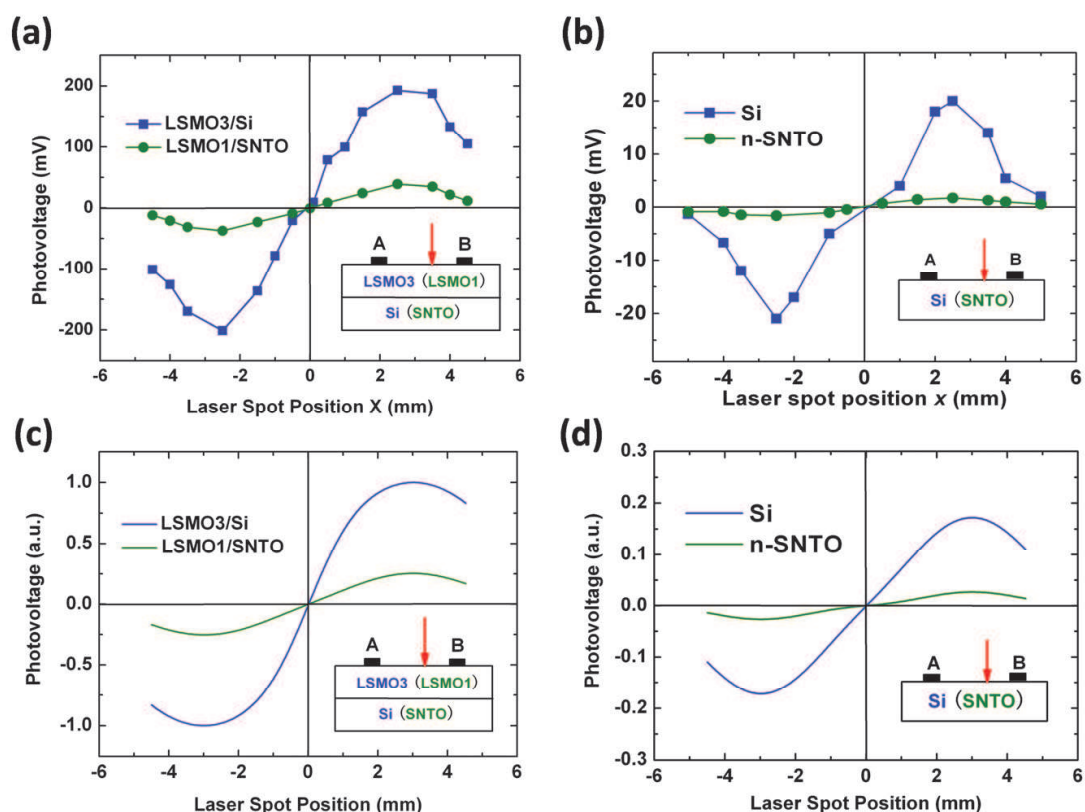 (a)
200
100
0
-100
-200
Photovoltage (mV)
LSMO3/Si
LSMO1/SNTO
A
B
LSMO3 (LSMO1)
Si (SNTO)
-6 -4 -2 0 2 4 6
Laser Spot Position X (mm)
(b)
20
10
0
-10
-20
Photovoltage (mV)
Si
n-SNTO
A
B
Si (SNTO)
-6 -4 -2 0 2 4 6
Laser spot position x (mm)
(c)
1.0
0.5
0.0
-0.5
-1.0
Photovoltage (a.u.)
LSMO3/Si
LSMO1/SNTO
A
B
LSMO3 (LSMO1)
Si (SNTO)
-6 -4 -2 0 2 4 6
Laser Spot Position (mm)
(d)
0.3
0.2
0.1
0.0
-0.1
-0.2
-0.3
Photovoltage (a.u.)
Si
n-SNTO
A
B
Si (SNTO)
-6 -4 -2 0 2 4 6
Laser Spot Position (mm)